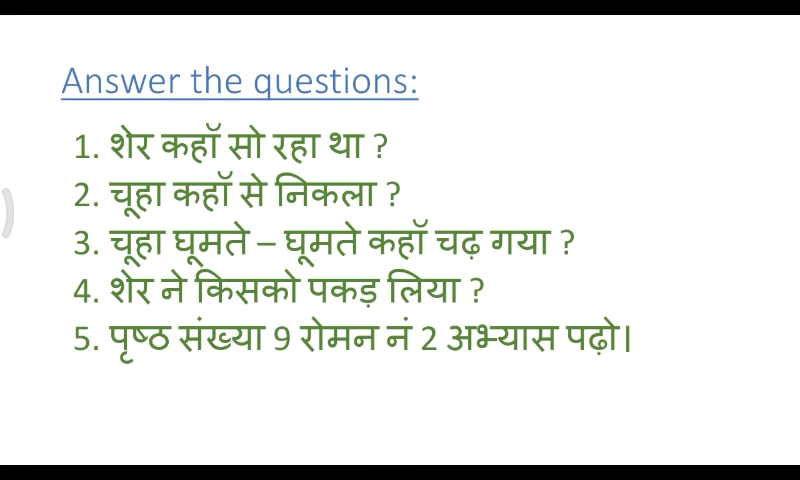 Answer the questions:
1. शेर कहाॅ सो रहा था ?
2. चूहा कहाॅ से निकला ?
3. चूहा घूमते – घूमते कहाॅ चढ़ गया ?
4. शेर ने किसको पकड़ लिया ?
5. पृष्ठ संख्या 9 रोमन नं 2 अभ्यास पढ़ो।